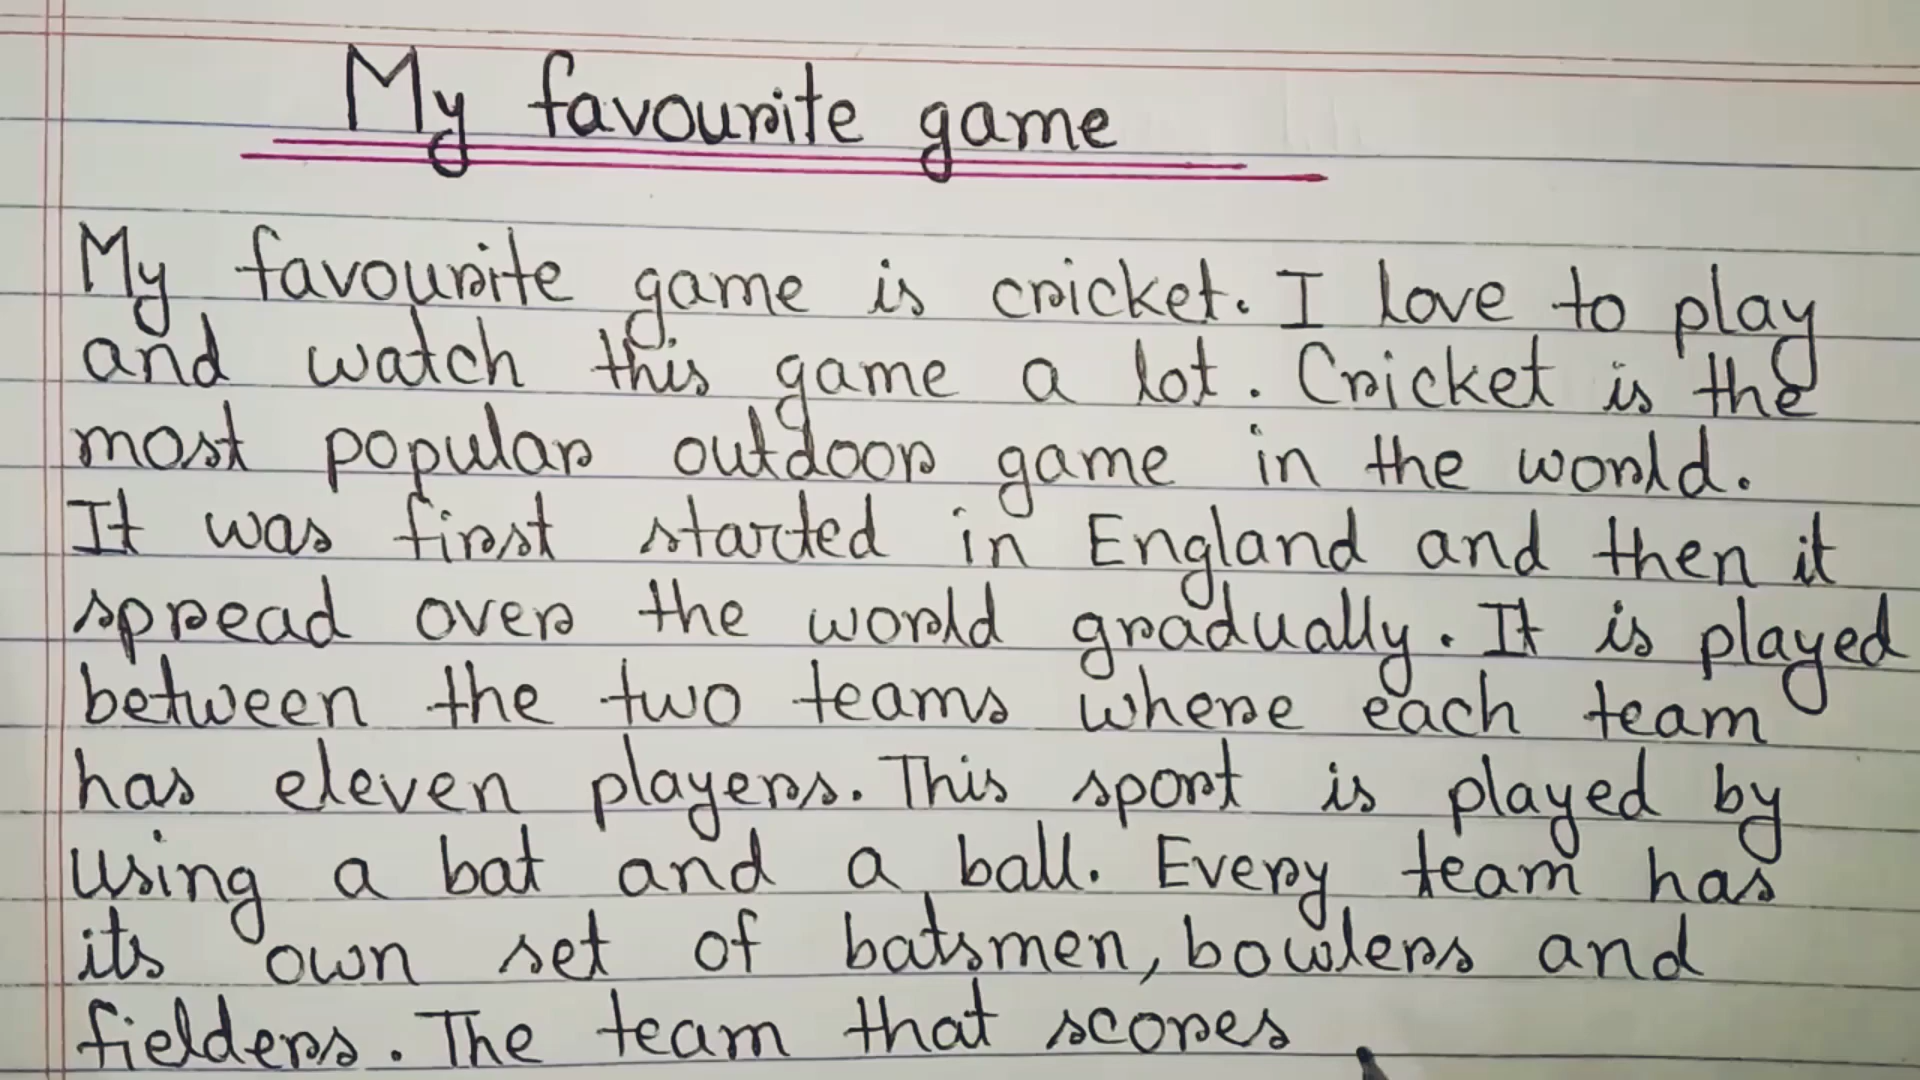 My favourite game
My favourite game is cricket. I love to play
and watch this game a lot. Cricket is the
most popular outdoor game in the world.
It was first started in England and then it
spread over the world gradually. It is played
between the two teams where each team
has eleven players. This sport is played by
using a bat and a ball. Every team has
its own set of batsmen, bowlers and
fielders. The team that scores